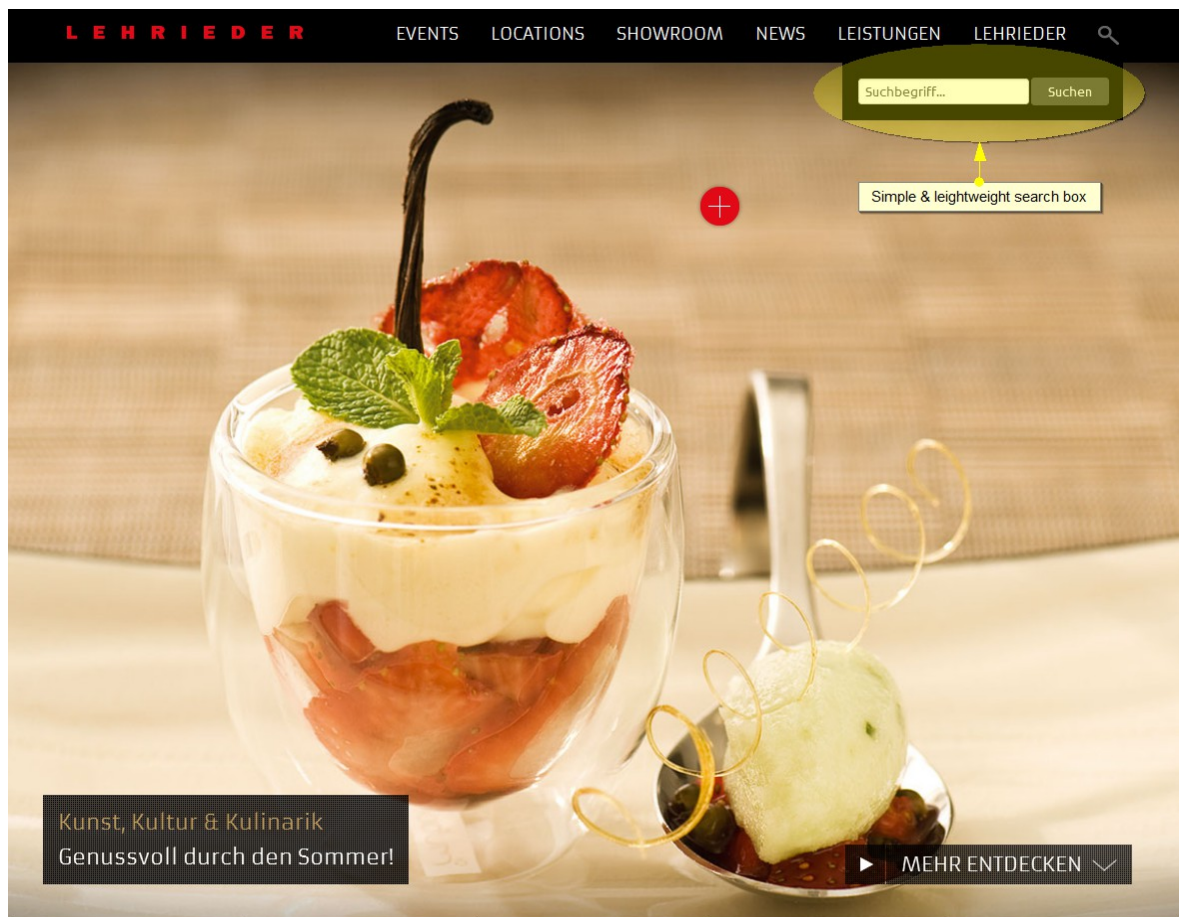 LEHRIEDER EVENTS LOCATIONS SHOWROOM NEWS LEISTUNGEN LEHRIEDER
Suchbegriff... Suchen
Simple & leightweight search box
Kunst, Kultur & Kulinarik
Genussvoll durch den Sommer!
MEHR ENTDECKEN